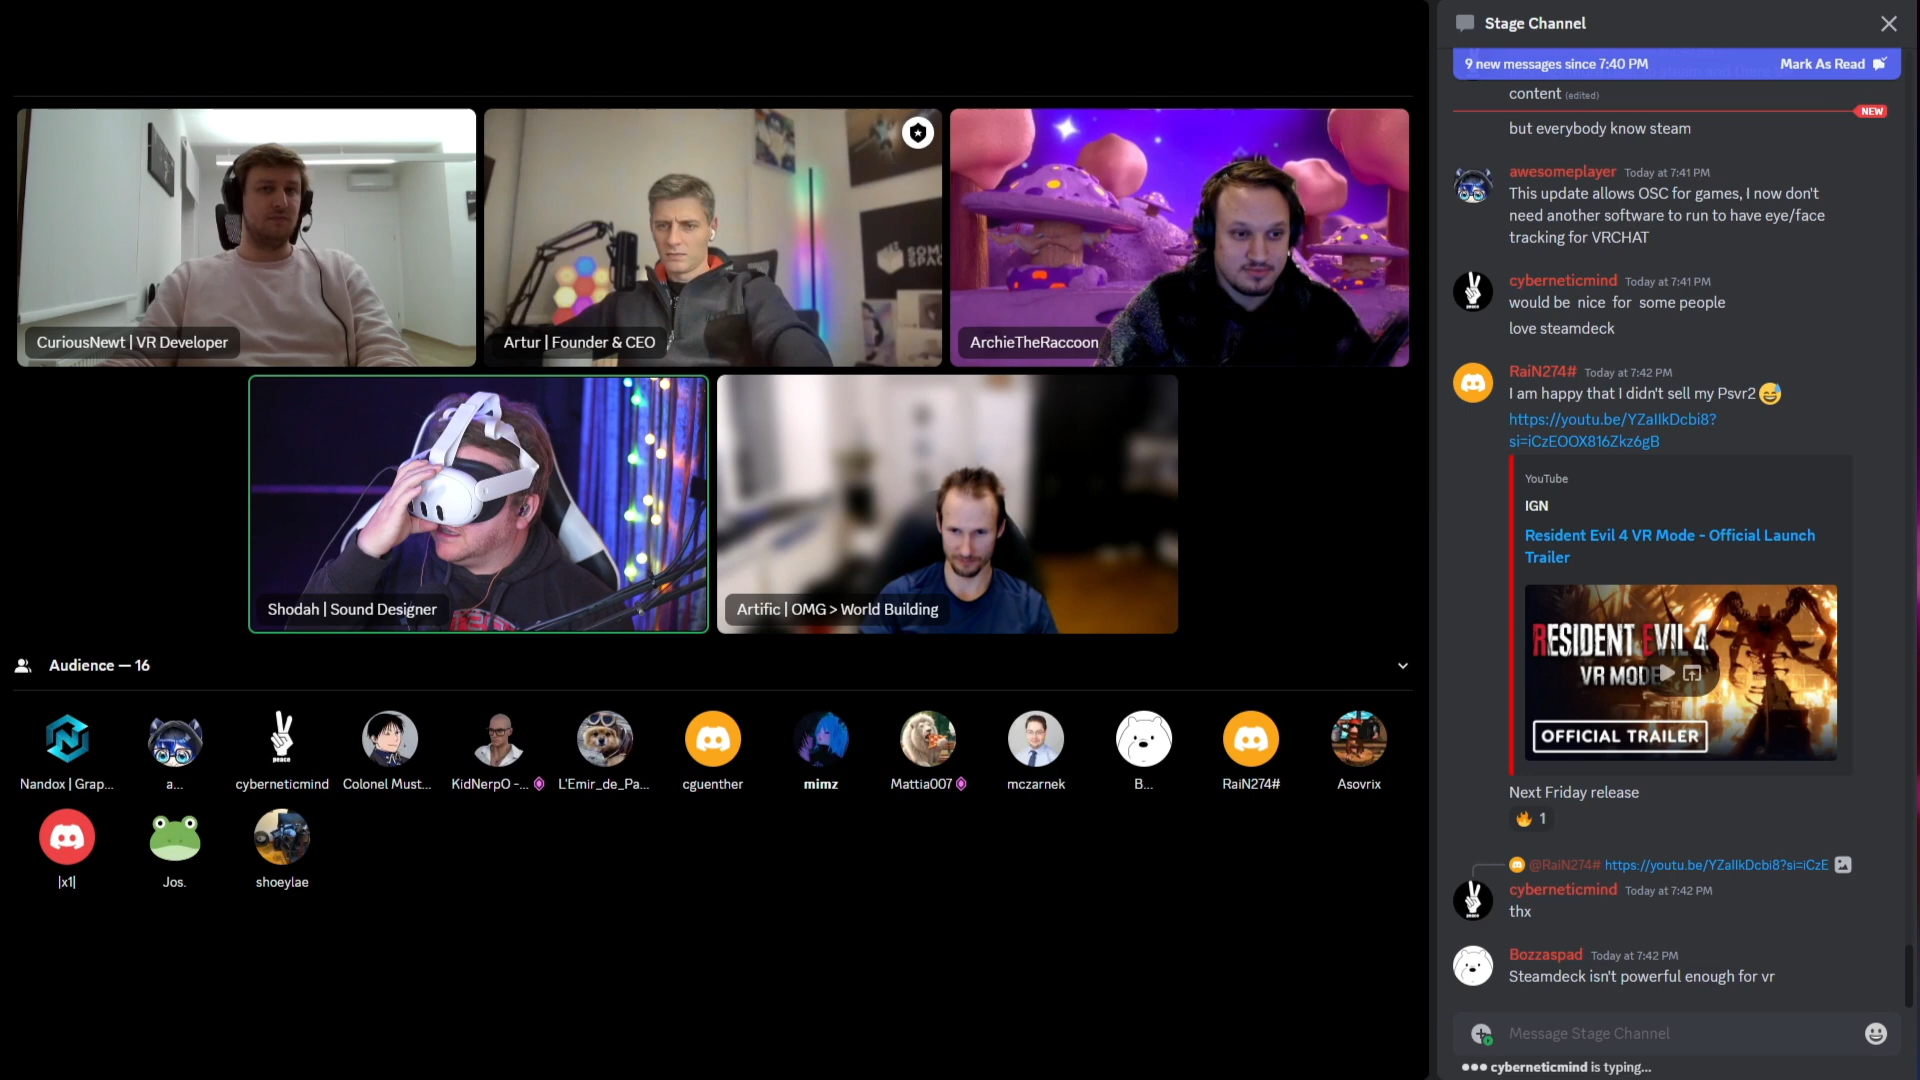 Stage Channel
9 new messages since 7:40 PM
Mark As Read
content (edited)
NEW
but everybody know steam
awesomeplayer Today at 7:41 PM
This update allows OSC for games, I now don't
need another software to run to have eye/face
tracking for VRCHAT
cyberneticmind Today at 7:41 PM
would be nice for some people
love steamdeck
RaiN274# Today at 7:42 PM
I am happy that I didn't sell my Psvr2 😅
https://youtu.be/YZaIlkDcbi8?
si=iCzEOOX816Zkz6gB
YouTube
IGN
Resident Evil 4 VR Mode - Official Launch
Trailer
RESIDENT EVIL 4
VR MODE
OFFICIAL TRAILER
Next Friday release
🔥 1
@RaiN274# https://youtu.be/YZaIlkDcbi8?si=iCzE
cyberneticmind Today at 7:42 PM
thx
Bozzaspad Today at 7:42 PM
Steamdeck isn't powerful enough for vr
Message Stage Channel
cyberneticmind is typing...
CuriousNewt | VR Developer
Artur | Founder & CEO
ArchieTheRaccoon
Shodah | Sound Designer
Artific | OMG > World Building
Audience — 16
Nandox | Grap...
a...
cyberneticmind
peace
Colonel Must...
KidNerpO -...
L'Emir_de_Pa...
cguenther
mimz
Mattia007
mczarnek
B...
RaiN274#
Asovrix
|x1|
Jos.
shoeylae